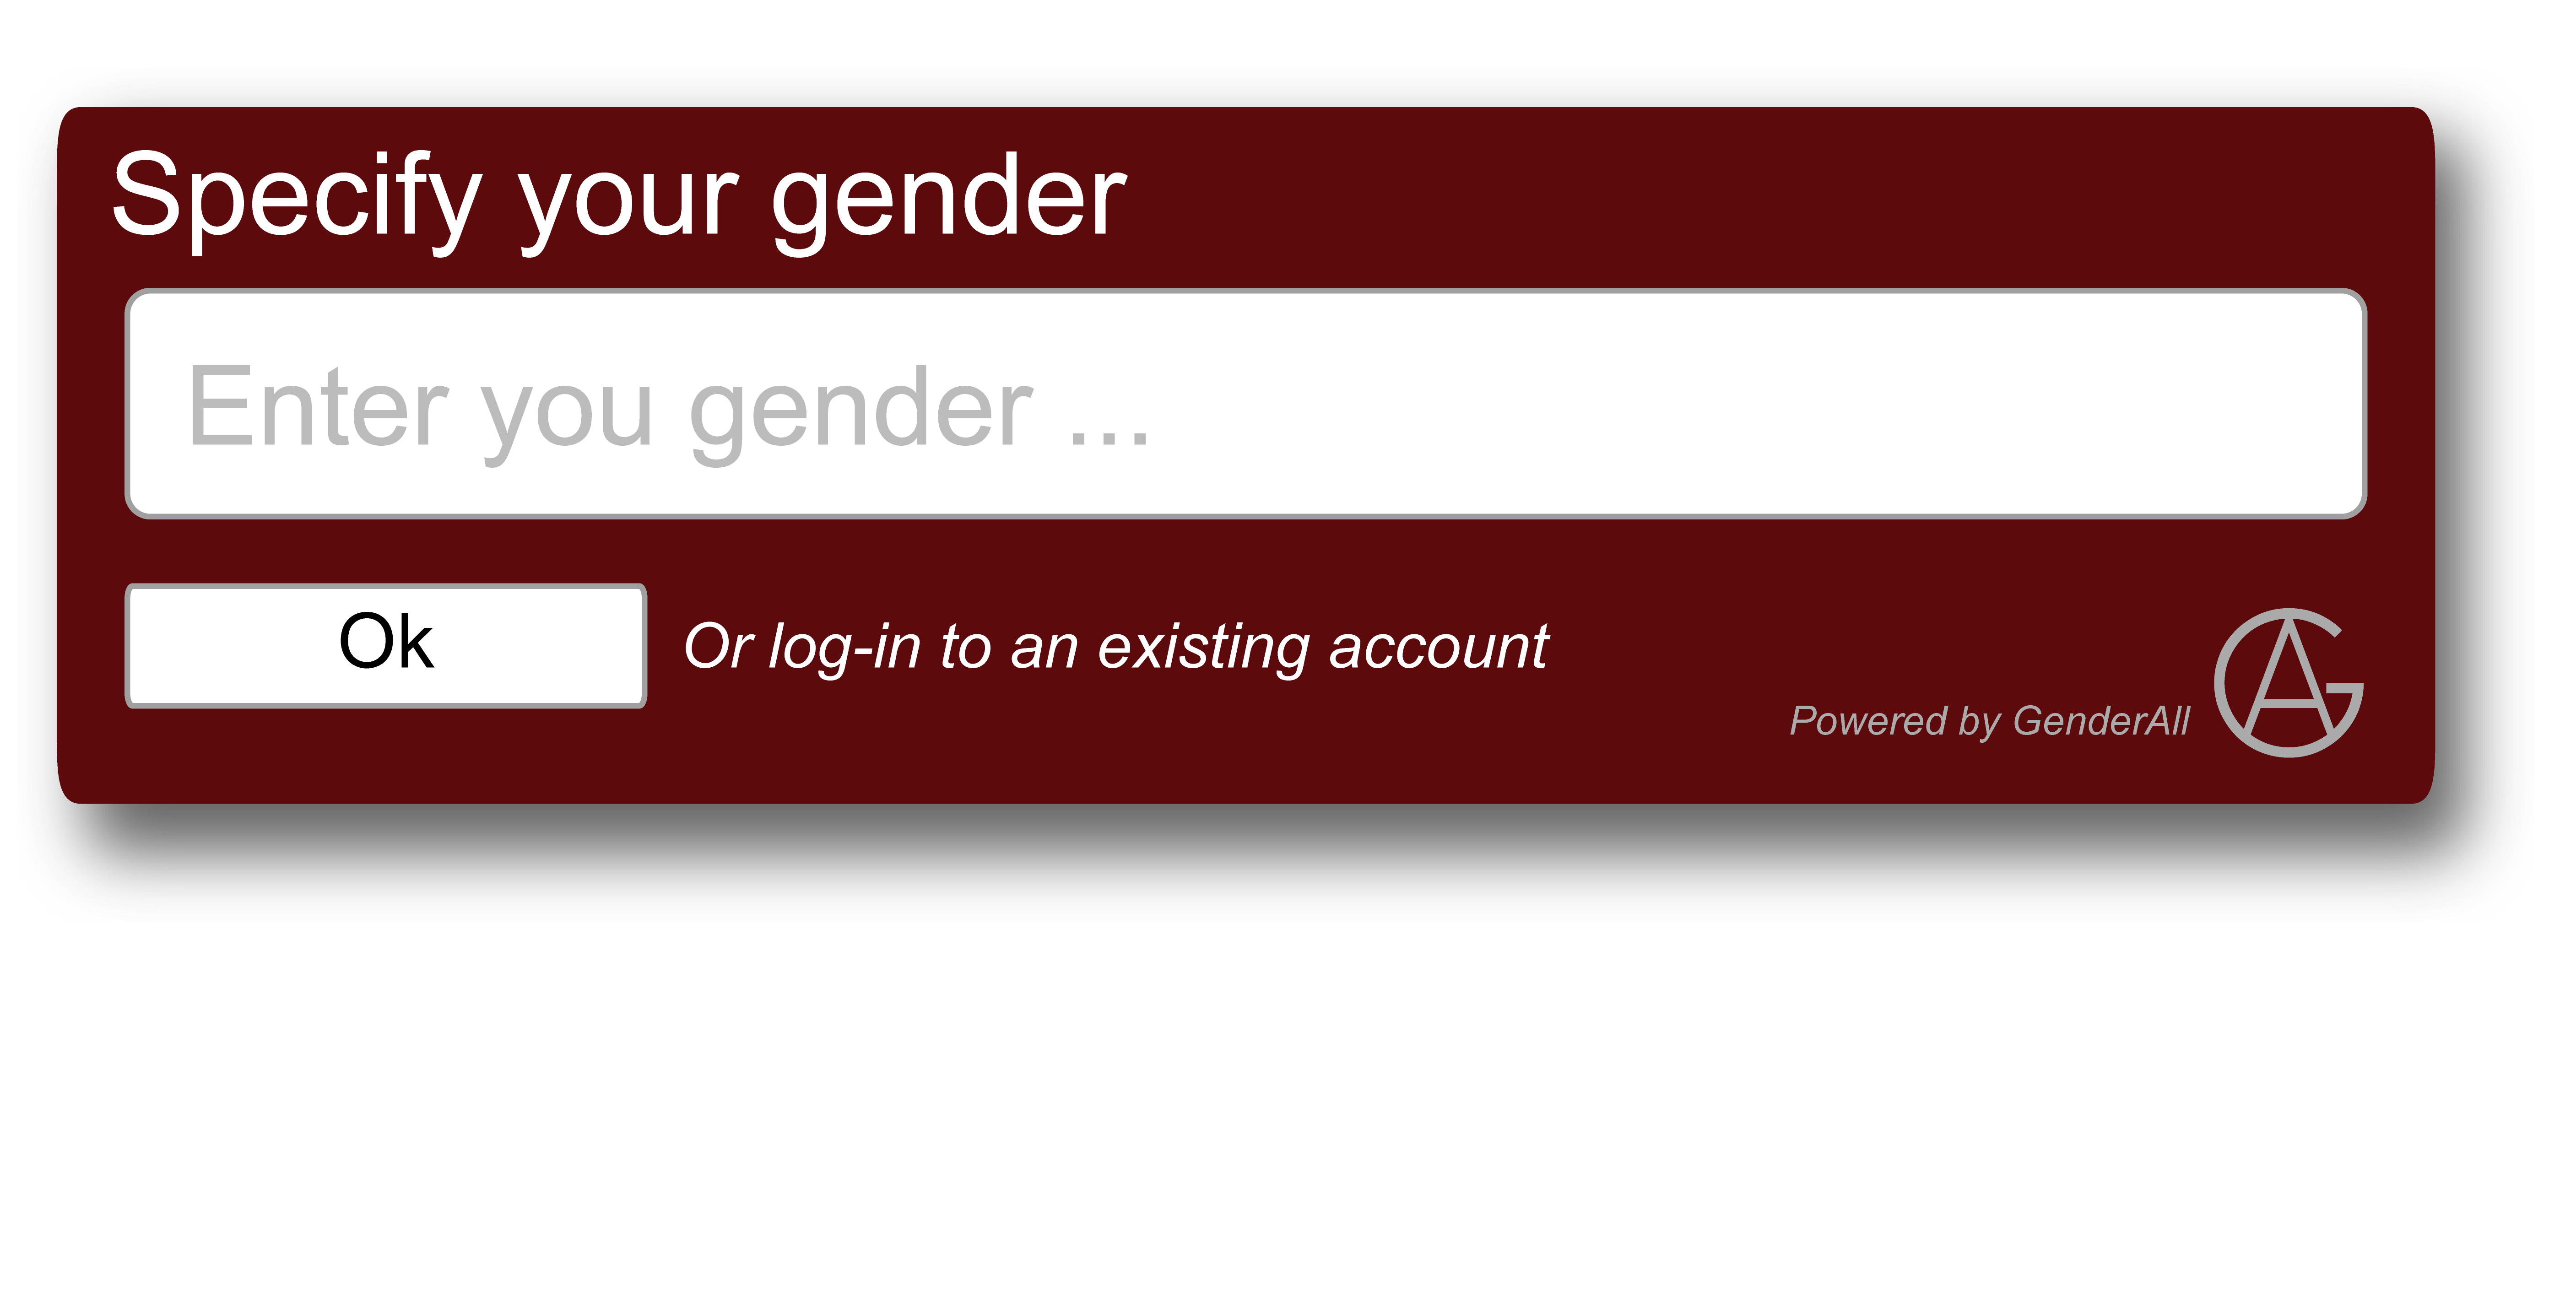 Specify your gender
Enter you gender ...
Ok
Or log-in to an existing account
Powered by GenderAll